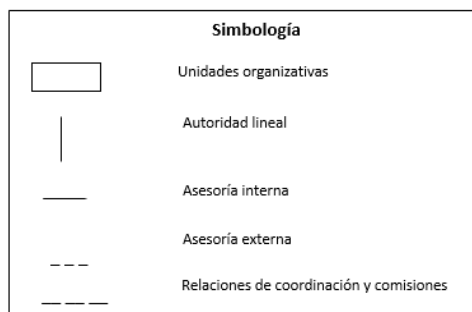 Simbología
Unidades organizativas
Autoridad lineal
Asesoría interna
Asesoría externa
Relaciones de coordinación y comisiones